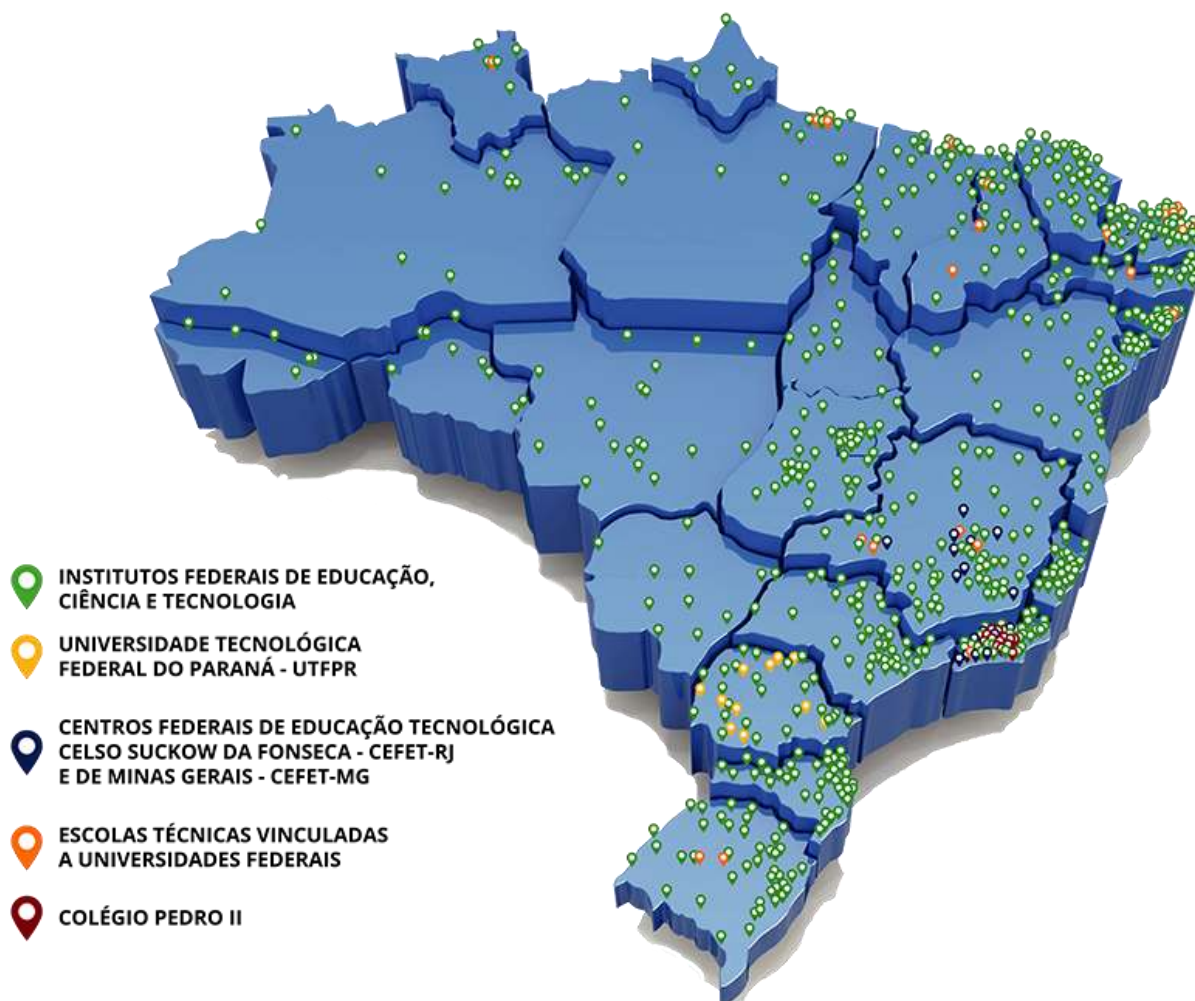 INSTITUTOS FEDERAIS DE EDUCAÇÃO,
CIÊNCIA E TECNOLOGIA
UNIVERSIDADE TECNOLÓGICA
FEDERAL DO PARANÁ - UTFPR
CENTROS FEDERAIS DE EDUCAÇÃO TECNOLÓGICA
CELSO SUCKOW DA FONSECA - CEFET-RJ
E DE MINAS GERAIS - CEFET-MG
ESCOLAS TÉCNICAS VINCULADAS
A UNIVERSIDADES FEDERAIS
COLÉGIO PEDRO II